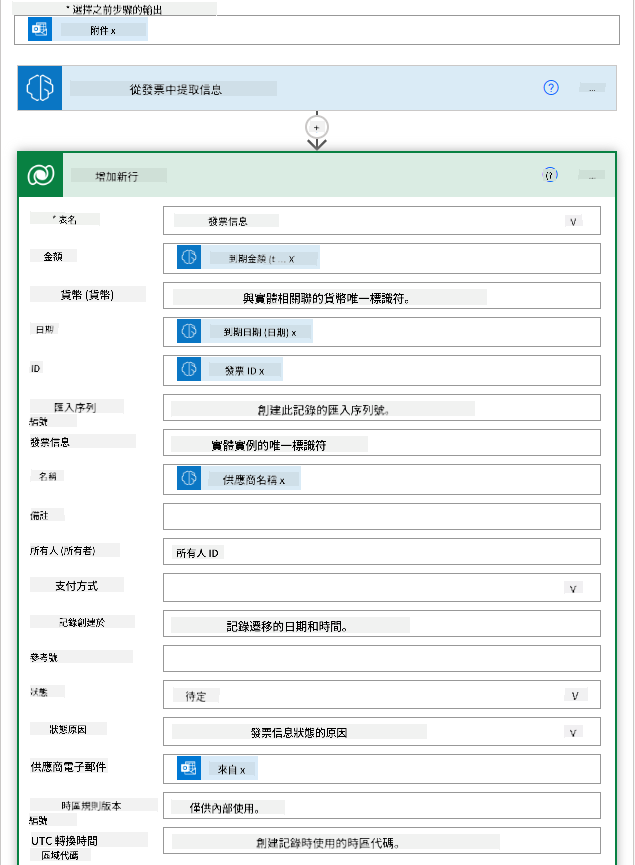 * 選擇之前步驟的輸出
附件 x
從發票中提取信息
?
...
+
增加新行
...
* 表名
發票信息
金額
到期金額 (t ... x
貨幣 (貨幣)
與實體相關聯的貨幣唯一標識符。
日期
到期日期 (日期) x
ID
發票 ID x
匯入序列
編號
創建此記錄的匯入序列號。
發票信息
實體實例的唯一標識符
名稱
供應商名稱 x
備註
所有人 (所有者)
所有人 ID
支付方式
記錄創建於
記錄遷移的日期和時間。
參考號
狀態
待定
狀態原因
發票信息狀態的原因
供應商電子郵件
來自 x
時區規則版本
編號
僅供內部使用。
UTC 轉換時間
區域代碼
創建記錄時使用的時區代碼。